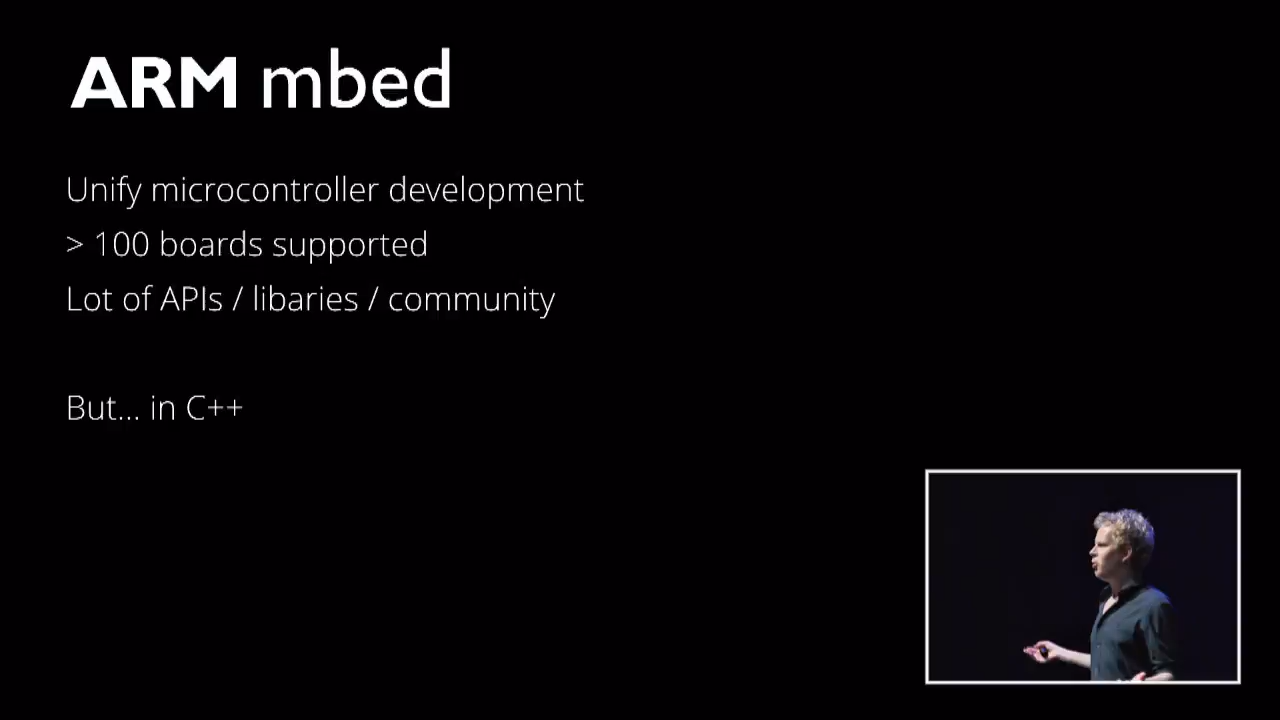 ARM mbed
Unify microcontroller development
> 100 boards supported
Lot of APIs / libaries / community
But... in C++